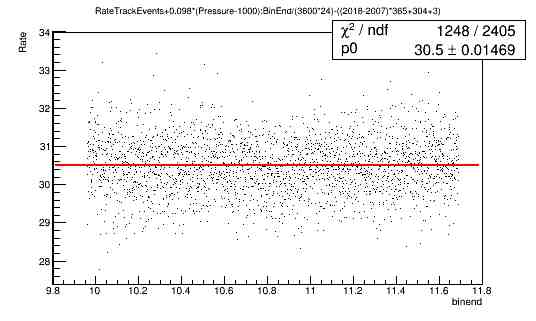 RateTrackEvents+0.098*(Pressure-1000):BinEnd/(3600*24)-((2018-2007)*365+304+3)
χ² / ndf 1248 / 2405
p0 30.5 ± 0.01469
Rate
34
33
32
31
30
29
28
9.8 10 10.2 10.4 10.6 10.8 11 11.2 11.4 11.6 11.8
binend